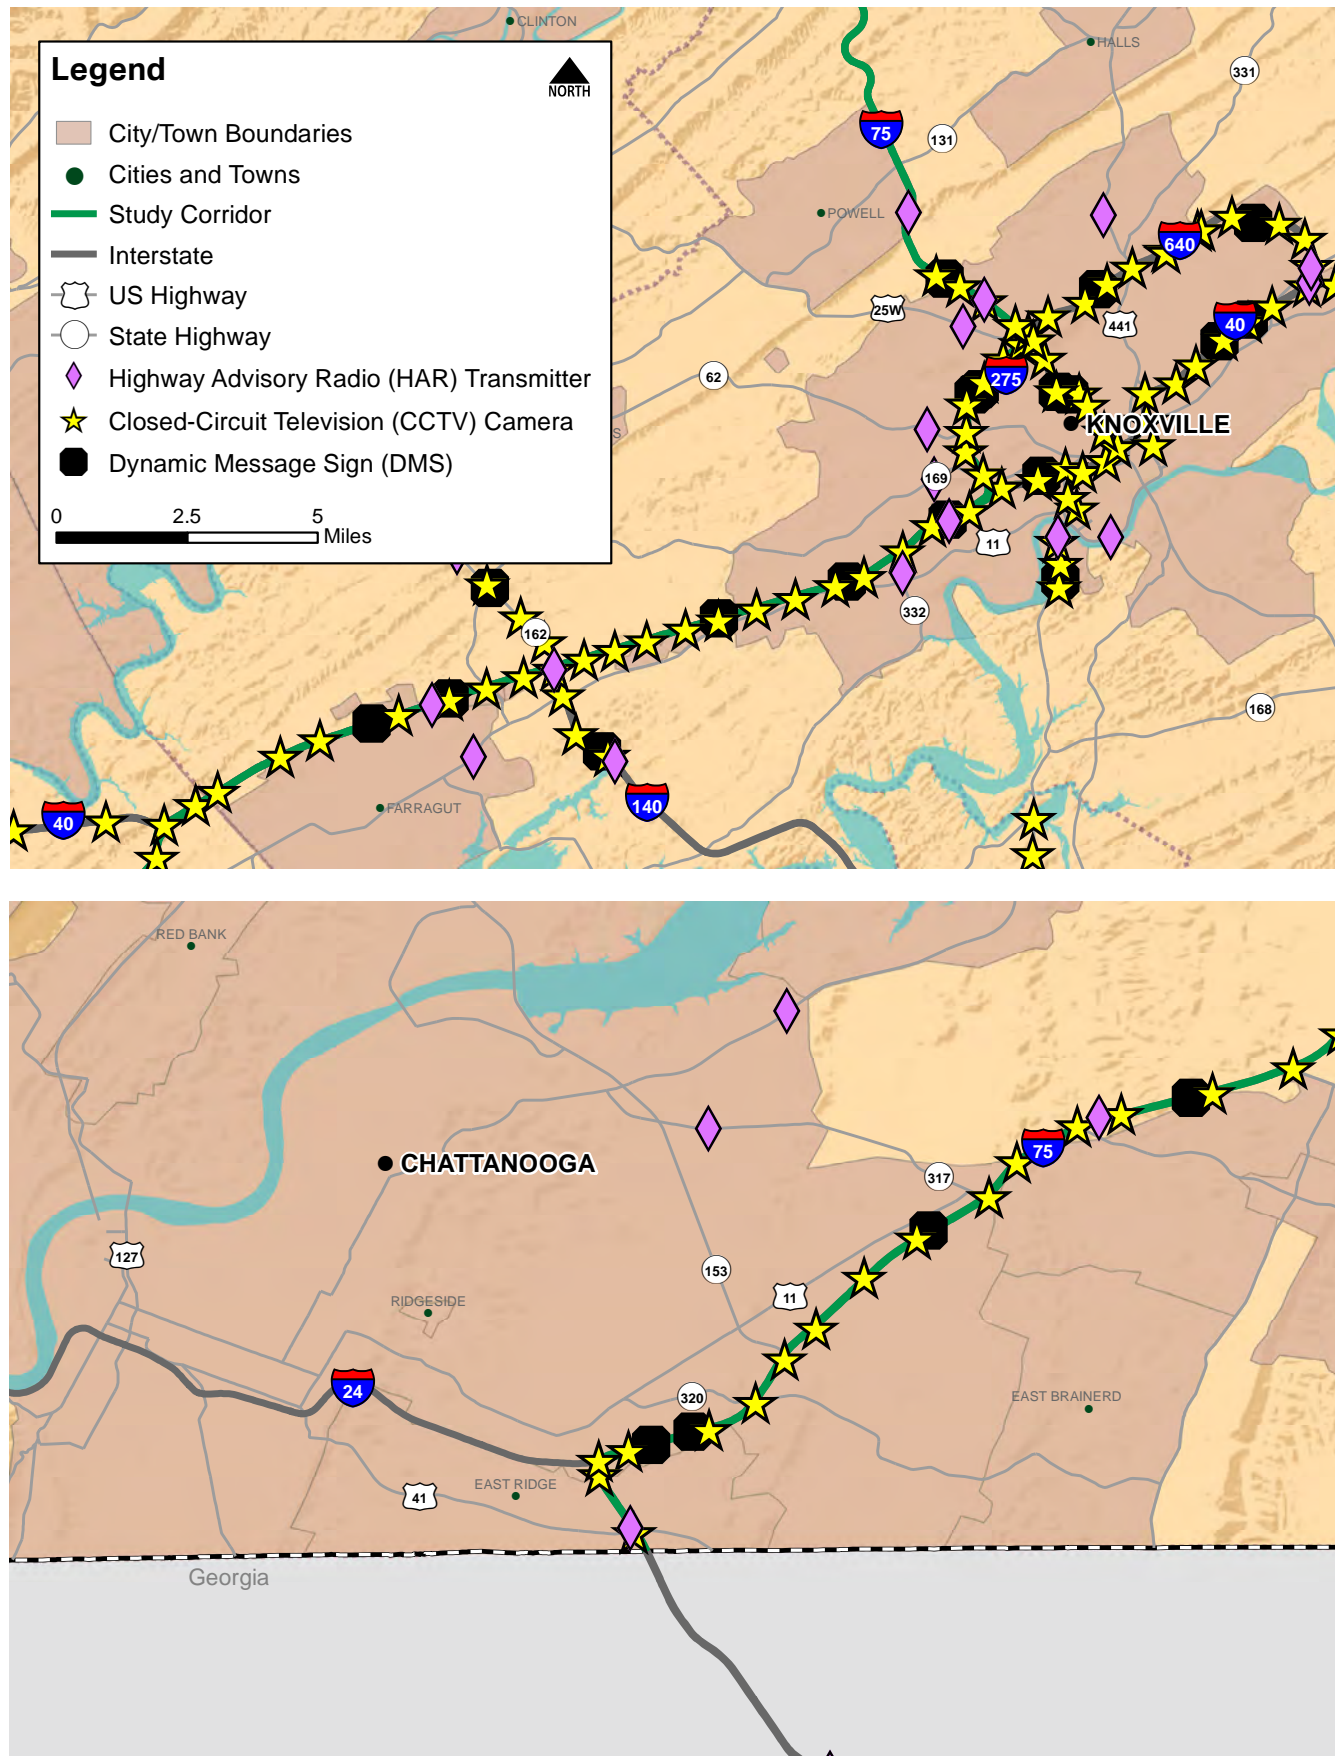 CLINTON
HALLS
331
Legend
NORTH
75
131
City/Town Boundaries
Cities and Towns
POWELL
Study Corridor
640
Interstate
US Highway
25W
441
40
State Highway
Highway Advisory Radio (HAR) Transmitter
62
275
Closed-Circuit Television (CCTV) Camera
KNOXVILLE
S
Dynamic Message Sign (DMS)
169
0 2.5 5
Miles
11
332
162
168
140
FARRAGUT
40
RED BANK
CHATTANOOGA
75
317
127
153
11
RIDGESIDE
24
320
EAST BRAINERD
EAST RIDGE
41
Georgia